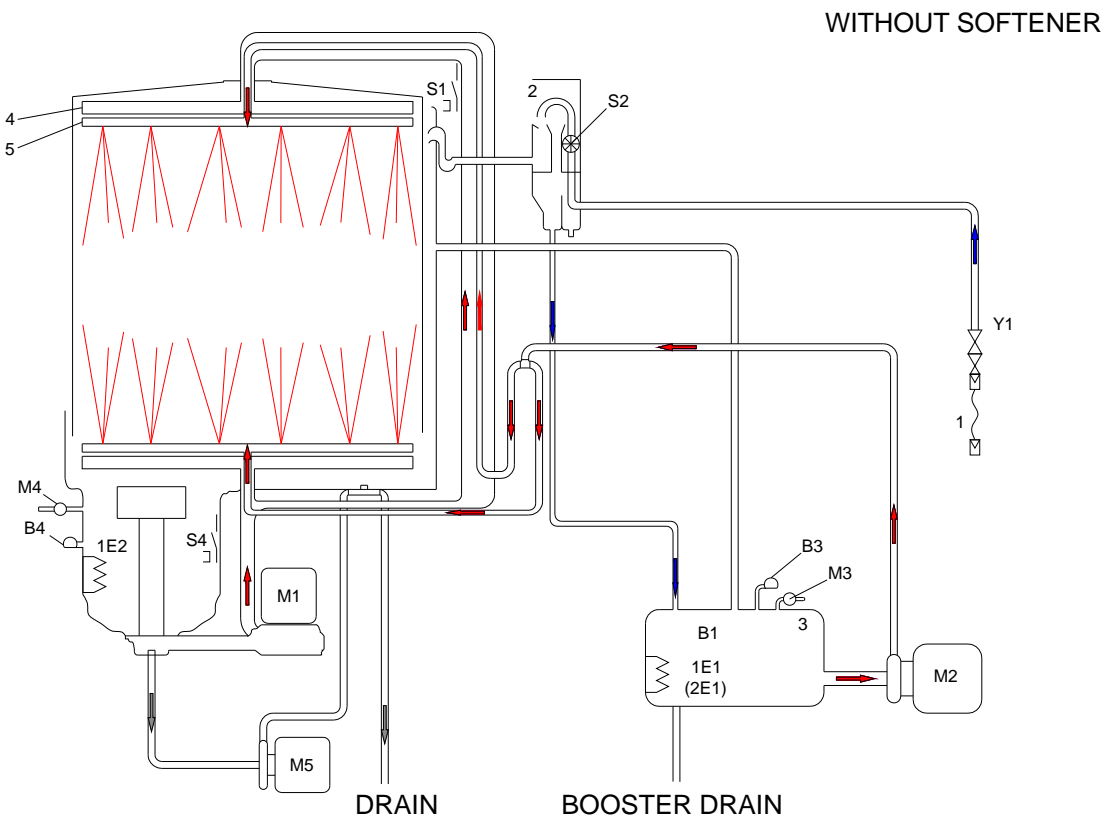 WITHOUT SOFTENER
S1
2
S2
4
5
Y1
1
M4
B4
1E2
S4
M1
B3
M3
B1
3
1E1
(2E1)
M2
M5
DRAIN
BOOSTER DRAIN